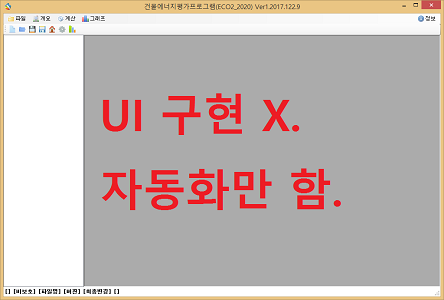 건물에너지평가프로그램(ECO2_2020) Ver1.2017.122.9
파일 개요 계산 그래프 정보
UI 구현 X.
자동화만 함.
[] [비보호] [파일명] [버전] [최종변경] []